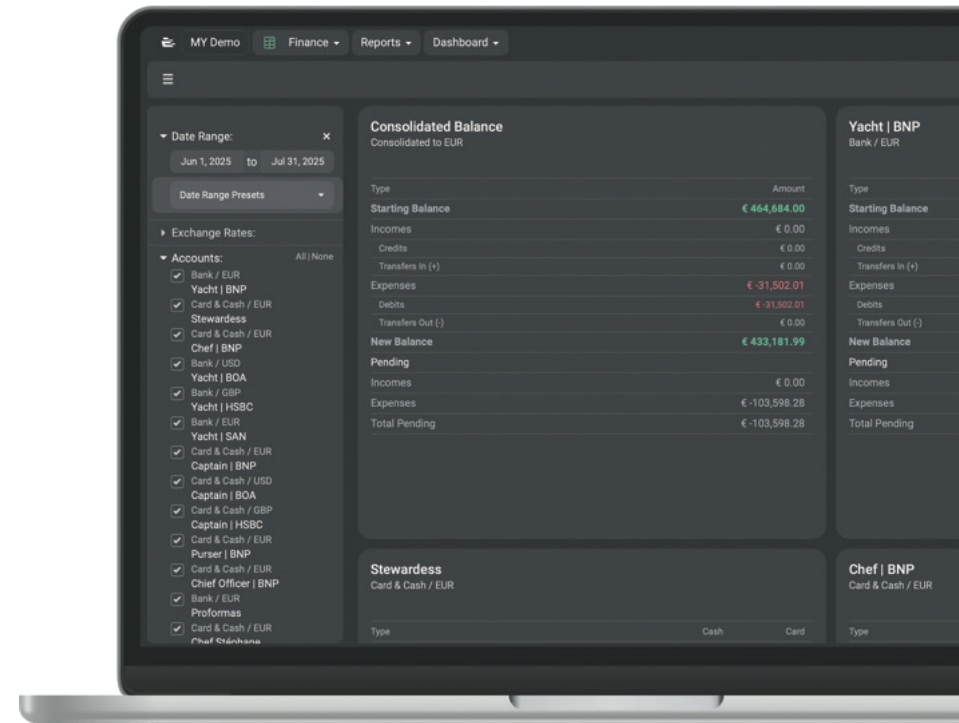 MY Demo Finance Reports Dashboard
Date Range:
Jun 1, 2025 to Jul 31, 2025
Date Range Presets
Exchange Rates:
Accounts: All | None
Bank / EUR
Yacht | BNP
Card & Cash / EUR
Stewardess
Card & Cash / EUR
Chef | BNP
Bank / USD
Yacht | BOA
Bank / GBP
Yacht | HSBC
Bank / EUR
Yacht | SAN
Card & Cash / EUR
Captain | BNP
Card & Cash / USD
Captain | BOA
Card & Cash / GBP
Captain | HSBC
Card & Cash / EUR
Purser | BNP
Card & Cash / EUR
Chief Officer | BNP
Bank / EUR
Proformas
Card & Cash / EUR
Chef Stéphane
Consolidated Balance
Consolidated to EUR
Type Amount
Starting Balance € 464,684.00
Incomes € 0.00
Credits € 0.00
Transfers In (+) € 0.00
Expenses € -31,502.01
Debits € -31,502.01
Transfers Out (-) € 0.00
New Balance € 433,181.99
Pending
Incomes € 0.00
Expenses € -103,598.28
Total Pending € -103,598.28
Yacht | BNP
Bank / EUR
Type
Starting Balance
Incomes
Credits
Transfers In (+)
Expenses
Debits
Transfers Out (-)
New Balance
Pending
Incomes
Expenses
Total Pending
Stewardess
Card & Cash / EUR
Type Cash Card
Chef | BNP
Card & Cash / EUR
Type